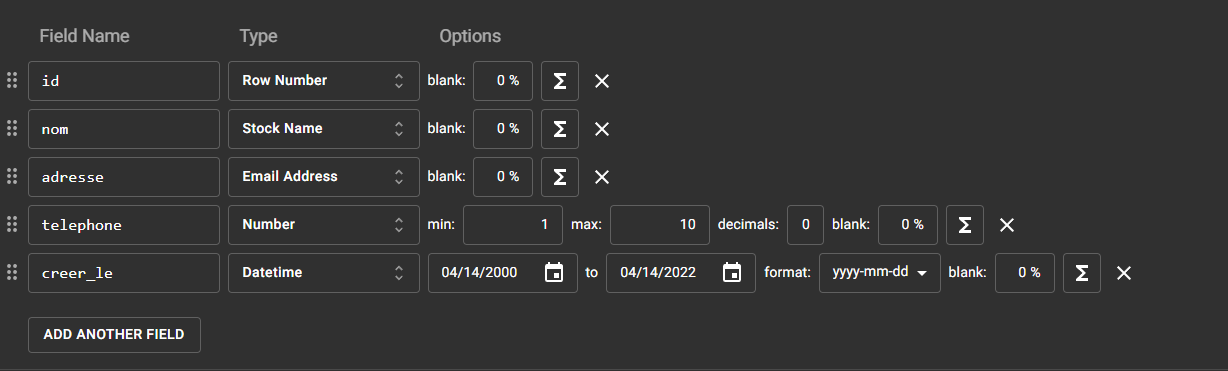 Field Name Type Options
id Row Number blank: 0 % Σ
nom Stock Name blank: 0 % Σ
adresse Email Address blank: 0 % Σ
telephone Number min: 1 max: 10 decimals: 0 blank: 0 % Σ
creer_le Datetime 04/14/2000 to 04/14/2022 format: yyyy-mm-dd blank: 0 % Σ
ADD ANOTHER FIELD